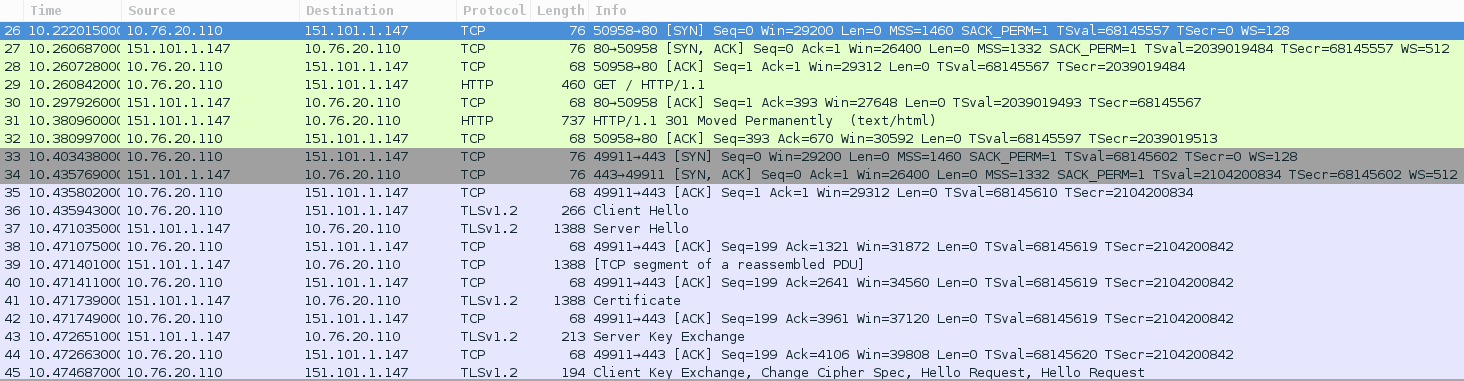 Time Source Destination Protocol Length Info
26 10.222015000 10.76.20.110 151.101.1.147 TCP 76 50958→80 [SYN] Seq=0 Win=29200 Len=0 MSS=1460 SACK_PERM=1 TSval=68145557 TSecr=0 WS=128
27 10.260687000 151.101.1.147 10.76.20.110 TCP 76 80→50958 [SYN, ACK] Seq=0 Ack=1 Win=26400 Len=0 MSS=1332 SACK_PERM=1 TSval=2039019484 TSecr=68145557 WS=512
28 10.260728000 10.76.20.110 151.101.1.147 TCP 68 50958→80 [ACK] Seq=1 Ack=1 Win=29312 Len=0 TSval=68145567 TSecr=2039019484
29 10.260842000 10.76.20.110 151.101.1.147 HTTP 460 GET / HTTP/1.1
30 10.297926000 151.101.1.147 10.76.20.110 TCP 68 80→50958 [ACK] Seq=1 Ack=393 Win=27648 Len=0 TSval=2039019493 TSecr=68145567
31 10.380960000 151.101.1.147 10.76.20.110 HTTP 737 HTTP/1.1 301 Moved Permanently (text/html)
32 10.380997000 10.76.20.110 151.101.1.147 TCP 68 50958→80 [ACK] Seq=393 Ack=670 Win=30592 Len=0 TSval=68145597 TSecr=2039019513
33 10.403438000 10.76.20.110 151.101.1.147 TCP 76 49911→443 [SYN] Seq=0 Win=29200 Len=0 MSS=1460 SACK_PERM=1 TSval=68145602 TSecr=0 WS=128
34 10.435769000 151.101.1.147 10.76.20.110 TCP 76 443→49911 [SYN, ACK] Seq=0 Ack=1 Win=26400 Len=0 MSS=1332 SACK_PERM=1 TSval=2104200834 TSecr=68145602 WS=512
35 10.435802000 10.76.20.110 151.101.1.147 TCP 68 49911→443 [ACK] Seq=1 Ack=1 Win=29312 Len=0 TSval=68145610 TSecr=2104200834
36 10.435943000 10.76.20.110 151.101.1.147 TLSv1.2 266 Client Hello
37 10.471035000 151.101.1.147 10.76.20.110 TLSv1.2 1388 Server Hello
38 10.471075000 10.76.20.110 151.101.1.147 TCP 68 49911→443 [ACK] Seq=199 Ack=1321 Win=31872 Len=0 TSval=68145619 TSecr=2104200842
39 10.471401000 151.101.1.147 10.76.20.110 TCP 1388 [TCP segment of a reassembled PDU]
40 10.471411000 10.76.20.110 151.101.1.147 TCP 68 49911→443 [ACK] Seq=199 Ack=2641 Win=34560 Len=0 TSval=68145619 TSecr=2104200842
41 10.471739000 151.101.1.147 10.76.20.110 TLSv1.2 1388 Certificate
42 10.471749000 10.76.20.110 151.101.1.147 TCP 68 49911→443 [ACK] Seq=199 Ack=3961 Win=37120 Len=0 TSval=68145619 TSecr=2104200842
43 10.472651000 151.101.1.147 10.76.20.110 TLSv1.2 213 Server Key Exchange
44 10.472663000 10.76.20.110 151.101.1.147 TCP 68 49911→443 [ACK] Seq=199 Ack=4106 Win=39808 Len=0 TSval=68145620 TSecr=2104200842
45 10.474687000 10.76.20.110 151.101.1.147 TLSv1.2 194 Client Key Exchange, Change Cipher Spec, Hello Request, Hello Request